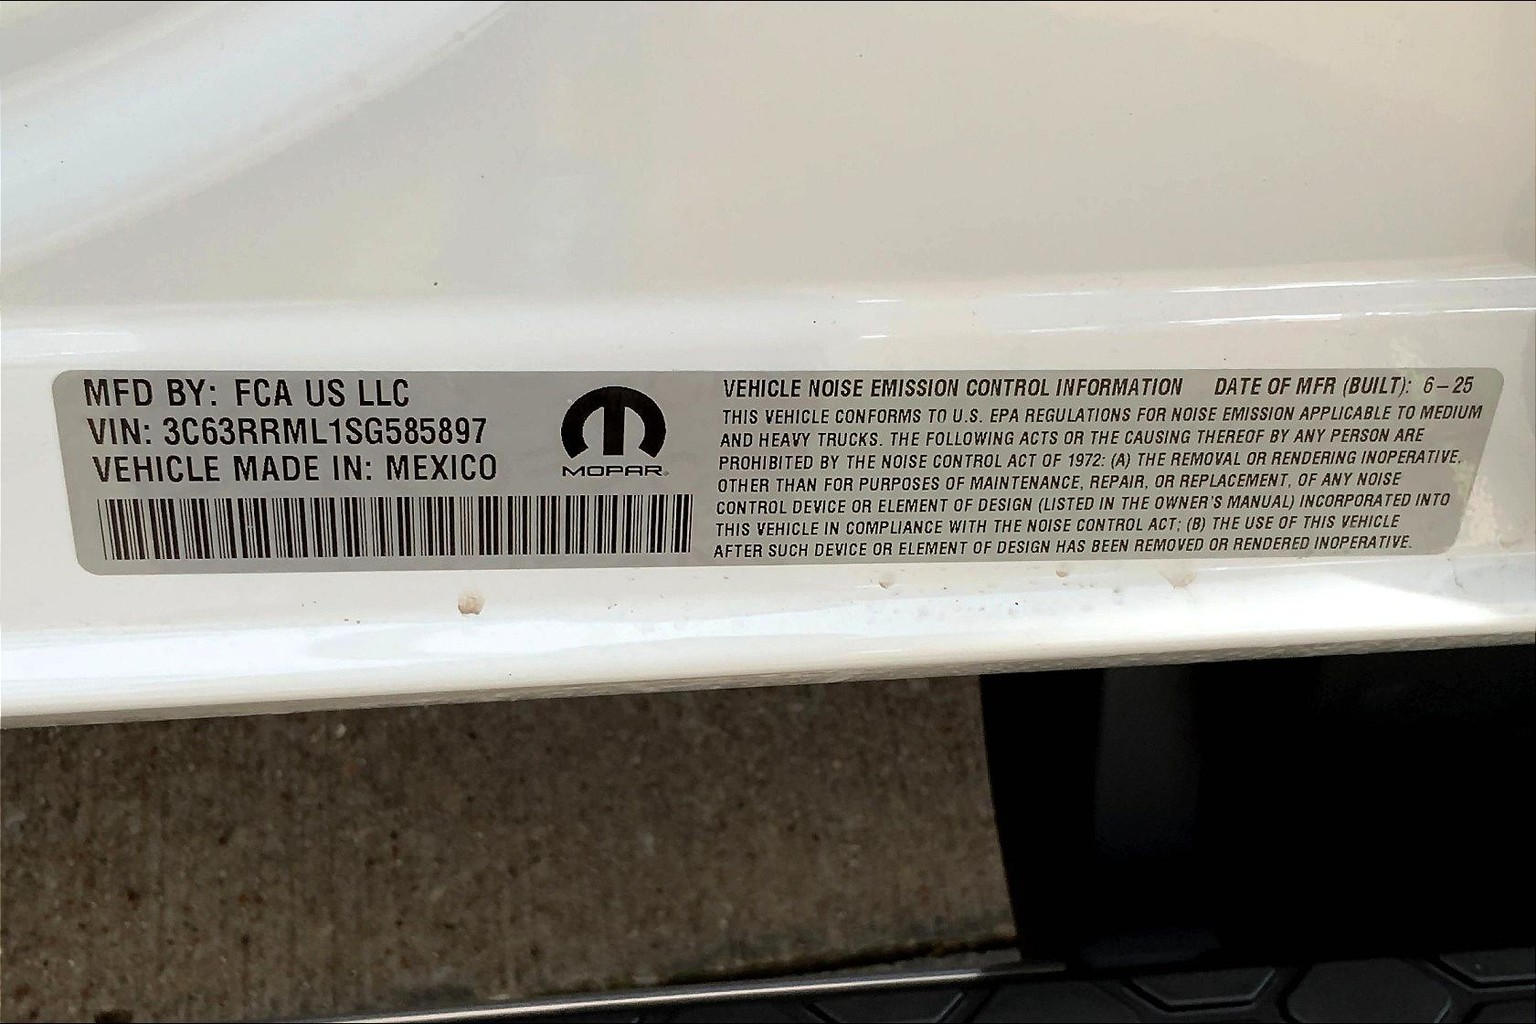 MFD BY: FCA US LLC
VIN: 3C63RRML1SG585897
VEHICLE MADE IN: MEXICO
MOPAR®
VEHICLE NOISE EMISSION CONTROL INFORMATION DATE OF MFR (BUILT): 6–25
THIS VEHICLE CONFORMS TO U.S. EPA REGULATIONS FOR NOISE EMISSION APPLICABLE TO MEDIUM
AND HEAVY TRUCKS. THE FOLLOWING ACTS OR THE CAUSING THEREOF BY ANY PERSON ARE
PROHIBITED BY THE NOISE CONTROL ACT OF 1972: (A) THE REMOVAL OR RENDERING INOPERATIVE,
OTHER THAN FOR PURPOSES OF MAINTENANCE, REPAIR, OR REPLACEMENT, OF ANY NOISE
CONTROL DEVICE OR ELEMENT OF DESIGN (LISTED IN THE OWNER'S MANUAL) INCORPORATED INTO
THIS VEHICLE IN COMPLIANCE WITH THE NOISE CONTROL ACT; (B) THE USE OF THIS VEHICLE
AFTER SUCH DEVICE OR ELEMENT OF DESIGN HAS BEEN REMOVED OR RENDERED INOPERATIVE.